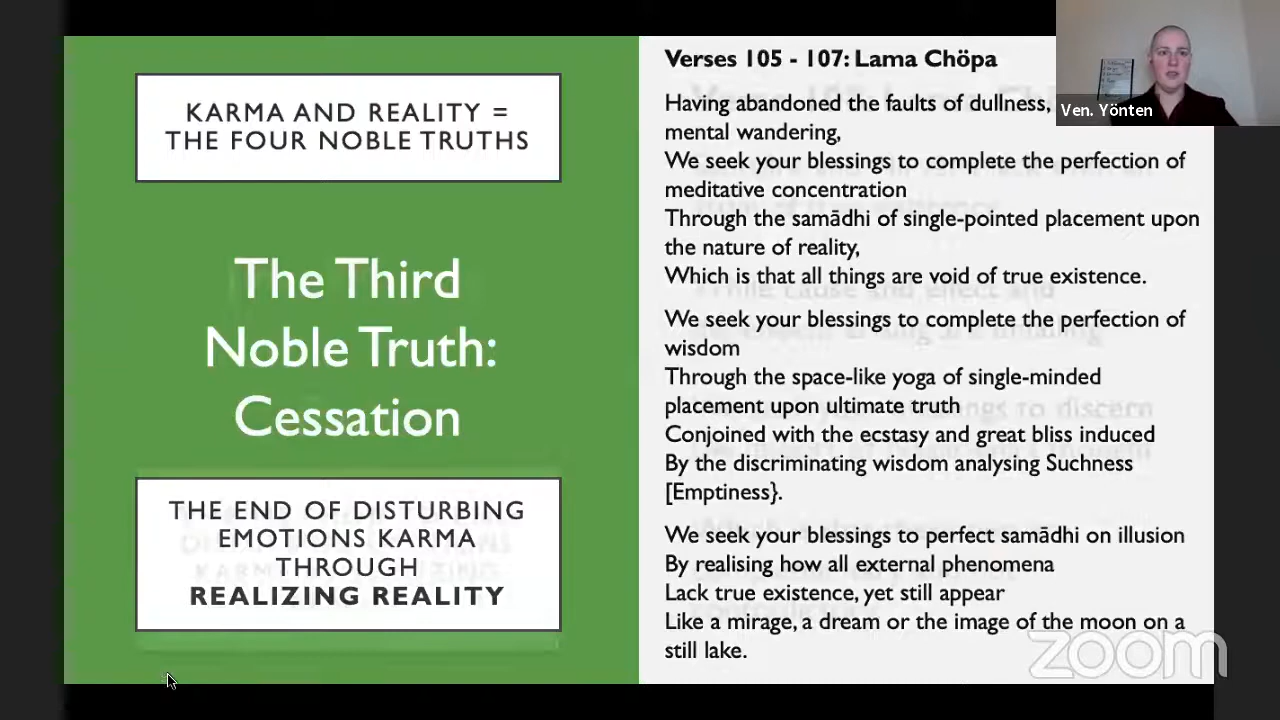 KARMA AND REALITY =
THE FOUR NOBLE TRUTHS
The Third
Noble Truth:
Cessation
THE END OF DISTURBING
EMOTIONS KARMA
THROUGH
REALIZING REALITY
Verses 105 - 107: Lama Chöpa
Having abandoned the faults of dullness,
mental wandering,
We seek your blessings to complete the perfection of
meditative concentration
Through the samādhi of single-pointed placement upon
the nature of reality,
Which is that all things are void of true existence.
We seek your blessings to complete the perfection of
wisdom
Through the space-like yoga of single-minded
placement upon ultimate truth
Conjoined with the ecstasy and great bliss induced
By the discriminating wisdom analysing Suchness
[Emptiness}.
We seek your blessings to perfect samādhi on illusion
By realising how all external phenomena
Lack true existence, yet still appear
Like a mirage, a dream or the image of the moon on a
still lake.
Ven. Yönten
zoom